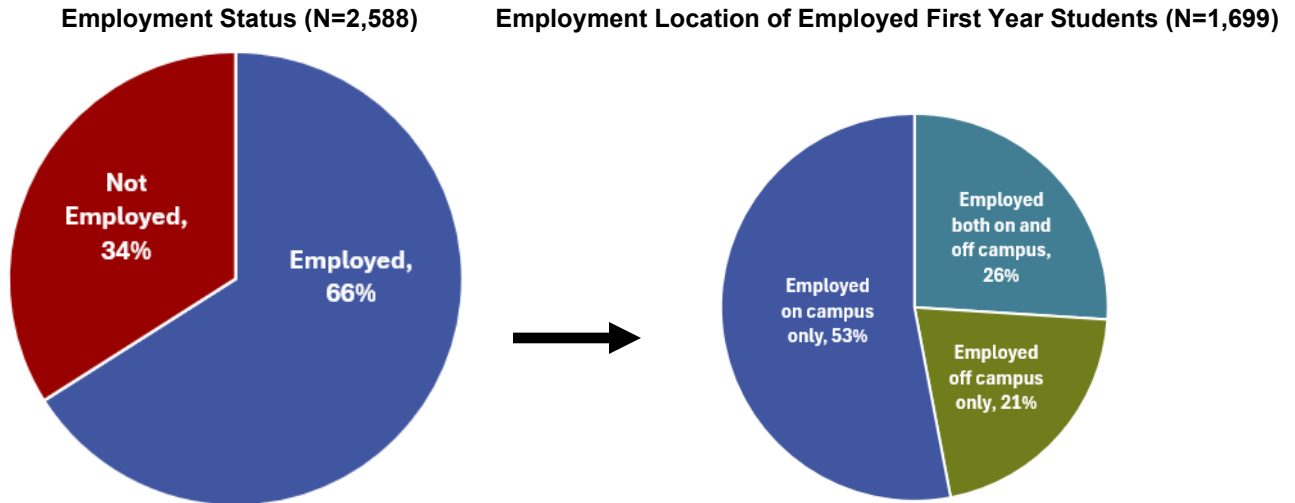 Employment Status (N=2,588)
Employment Location of Employed First Year Students (N=1,699)
Not
Employed,
34%
Employed,
66%
Employed
on campus
only, 53%
Employed
both on and
off campus,
26%
Employed
off campus
only, 21%